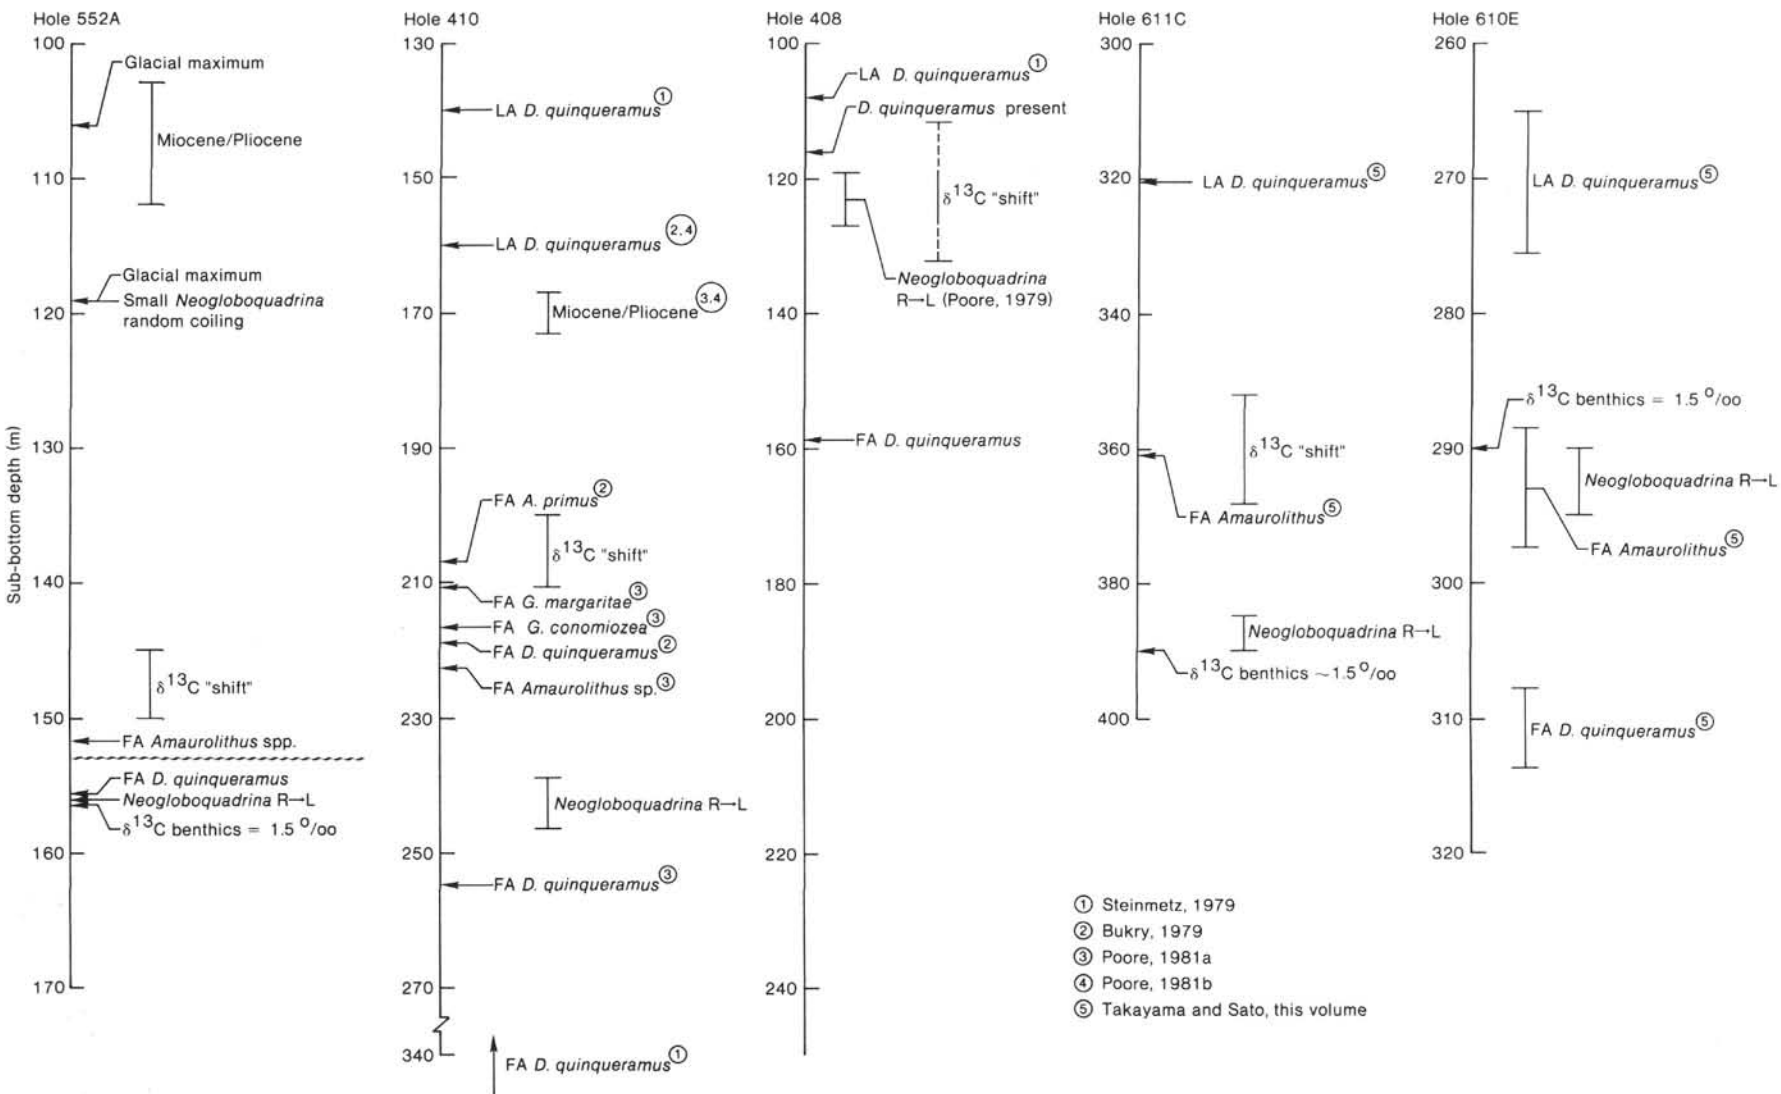 Sub-bottom depth (m)
Hole 552A
100
110
120
130
140
150
160
170
Glacial maximum
Miocene/Pliocene
Glacial maximum
Small Neogloboquadrina
random coiling
δ13C "shift"
FA Amaurolithus spp.
FA D. quinqueramus
Neogloboquadrina R→L
δ13C benthics = 1.5 o/oo
Hole 410
130
150
170
190
210
230
250
270
340
LA D. quinqueramus①
LA D. quinqueramus (2,4)
Miocene/Pliocene (3,4)
FA A. primus②
δ13C "shift"
FA G. margaritae③
FA G. conomiozea③
FA D. quinqueramus②
FA Amaurolithus sp.③
Neogloboquadrina R→L
FA D. quinqueramus③
FA D. quinqueramus①
Hole 408
100
120
140
160
180
200
220
240
LA D. quinqueramus①
D. quinqueramus present
δ13C "shift"
Neogloboquadrina
R→L (Poore, 1979)
FA D. quinqueramus
Hole 611C
300
320
340
360
380
400
LA D. quinqueramus⑤
δ13C "shift"
FA Amaurolithus⑤
Neogloboquadrina R→L
δ13C benthics ~1.5 o/oo
Hole 610E
260
270
280
290
300
310
320
LA D. quinqueramus⑤
δ13C benthics = 1.5 o/oo
Neogloboquadrina R→L
FA Amaurolithus⑤
FA D. quinqueramus⑤
① Steinmetz, 1979
② Bukry, 1979
③ Poore, 1981a
④ Poore, 1981b
⑤ Takayama and Sato, this volume